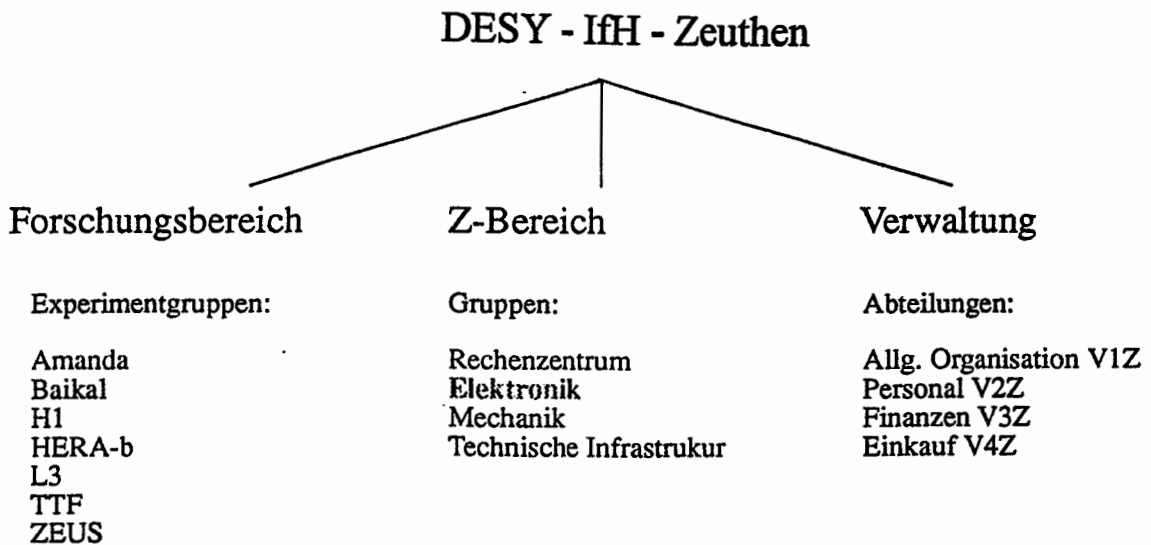 DESY - IfH - Zeuthen
Forschungsbereich
Experimentgruppen:
Amanda
Baikal
H1
HERA-b
L3
TTF
ZEUS
Z-Bereich
Gruppen:
Rechenzentrum
Elektronik
Mechanik
Technische Infrastrukur
Verwaltung
Abteilungen:
Allg. Organisation V1Z
Personal V2Z
Finanzen V3Z
Einkauf V4Z